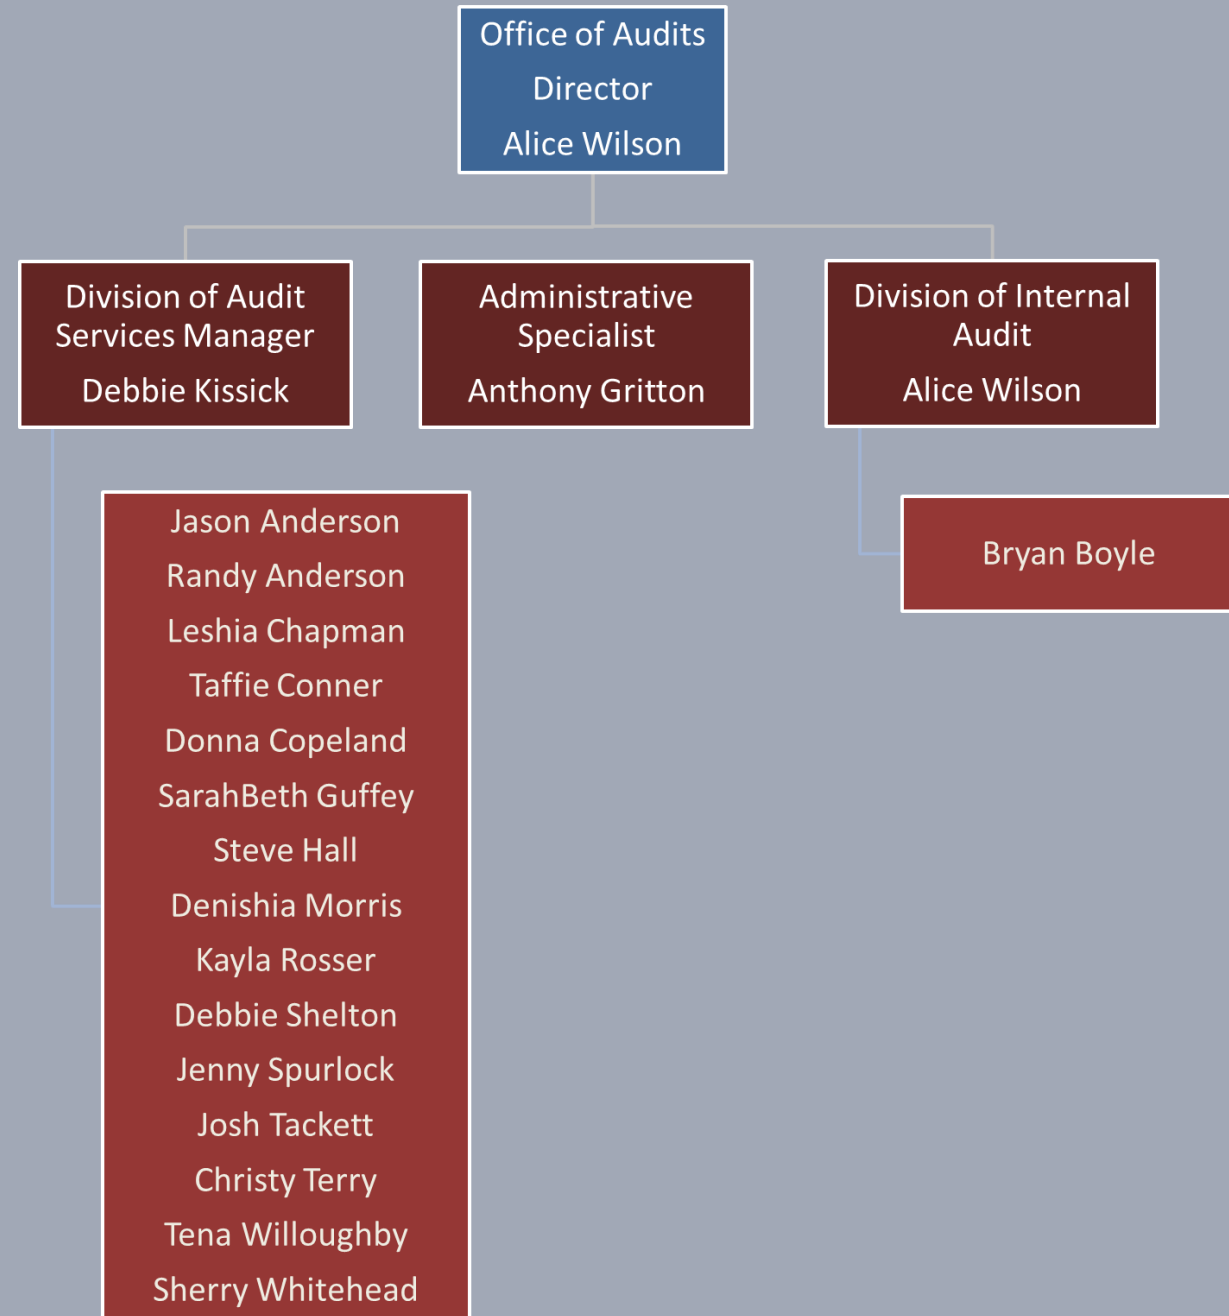 Office of Audits
Director
Alice Wilson
Division of Audit
Services Manager
Debbie Kissick
Administrative
Specialist
Anthony Gritton
Division of Internal
Audit
Alice Wilson
Jason Anderson
Randy Anderson
Leshia Chapman
Taffie Conner
Donna Copeland
SarahBeth Guffey
Steve Hall
Denishia Morris
Kayla Rosser
Debbie Shelton
Jenny Spurlock
Josh Tackett
Christy Terry
Tena Willoughby
Sherry Whitehead
Bryan Boyle